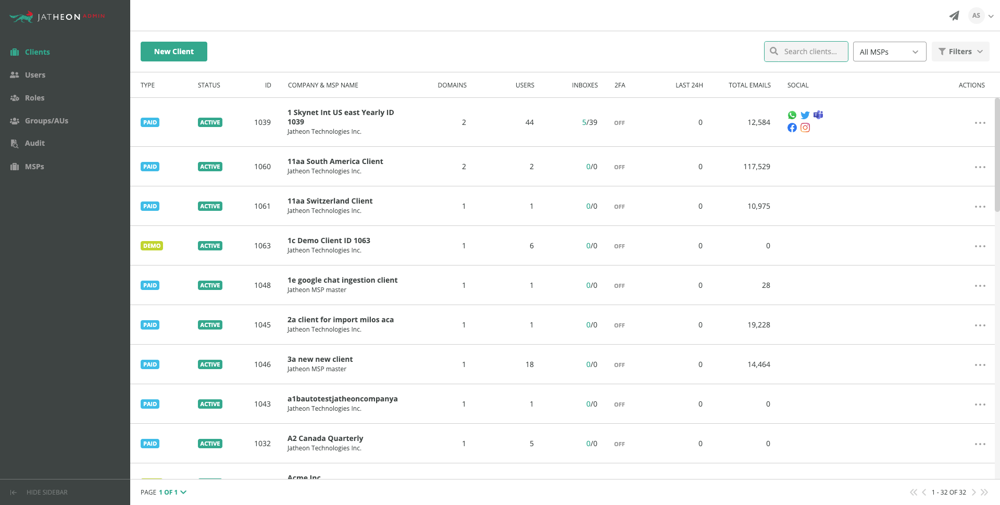 JATHEON ADMIN
AS
Clients
Users
Roles
Groups/AUs
Audit
MSPs
HIDE SIDEBAR
New Client
Search clients...
All MSPs
Filters
TYPE STATUS ID COMPANY & MSP NAME DOMAINS USERS INBOXES 2FA LAST 24H TOTAL EMAILS SOCIAL ACTIONS
1 Skynet Int US east Yearly ID
PAID ACTIVE 1039 1039 2 44 5/39 OFF 0 12,584
Jatheon Technologies Inc.
11aa South America Client
PAID ACTIVE 1060 2 2 0/0 OFF 0 117,529
Jatheon Technologies Inc.
11aa Switzerland Client
PAID ACTIVE 1061 1 1 0/0 OFF 0 10,975
Jatheon Technologies Inc.
1c Demo Client ID 1063
DEMO ACTIVE 1063 1 6 0/0 OFF 0 0
Jatheon Technologies Inc.
1e google chat ingestion client
PAID ACTIVE 1048 1 1 0/0 OFF 0 28
Jatheon MSP master
2a client for import milos aca
PAID ACTIVE 1045 1 1 0/0 OFF 0 19,228
Jatheon Technologies Inc.
3a new new client
PAID ACTIVE 1046 1 18 0/0 OFF 0 14,464
Jatheon MSP master
a1bautotestjatheoncompanya
PAID ACTIVE 1043 1 1 0/0 OFF 0 0
Jatheon Technologies Inc.
A2 Canada Quarterly
PAID ACTIVE 1032 1 5 0/0 OFF 0 0
Jatheon Technologies Inc.
Acme Inc
PAGE 1 OF 1
1 - 32 OF 32